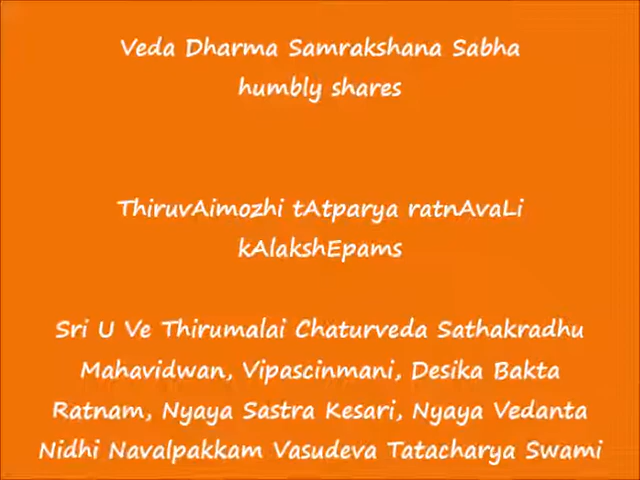 Veda Dharma Samrakshana Sabha
humbly shares
ThiruvAimozhi tAtparya ratnAvaLi
kAlakshEpams
Sri U Ve Thirumalai Chaturveda Sathakradhu
Mahavidwan, Vipascinmani, Desika Bakta
Ratnam, Nyaya Sastra Kesari, Nyaya Vedanta
Nidhi Navalpakkam Vasudeva Tatacharya Swami